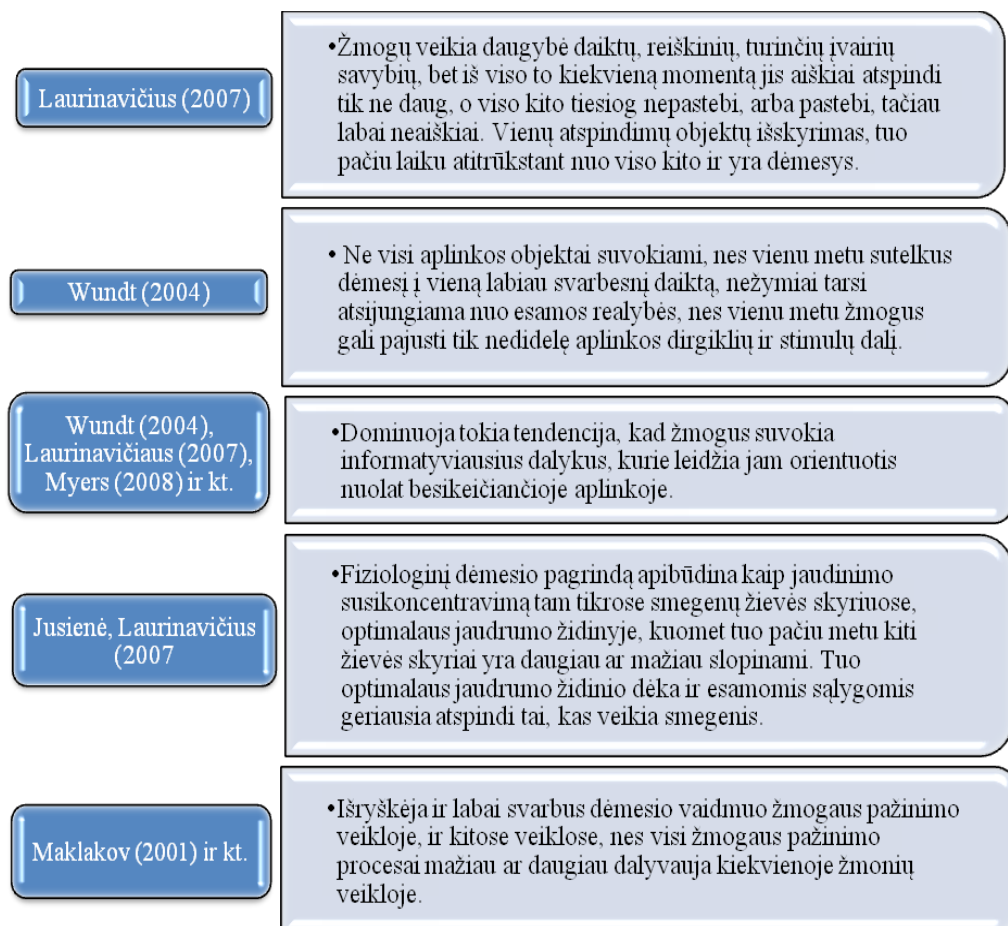 Laurinavičius (2007)
•Žmogų veikia daugybė daiktų, reiškinių, turinčių įvairių
savybių, bet iš viso to kiekvieną momentą jis aiškiai atspindi
tik ne daug, o viso kito tiesiog nepastebi, arba pastebi, tačiau
labai neaiškiai. Vienų atspindimų objektų išskyrimas, tuo
pačiu laiku atitrūkstant nuo viso kito ir yra dėmesys.
Wundt (2004)
• Ne visi aplinkos objektai suvokiami, nes vienu metu sutelkus
dėmesį į vieną labiau svarbesnį daiktą, nežymiai tarsi
atsijungiama nuo esamos realybės, nes vienu metu žmogus
gali pajusti tik nedidelę aplinkos dirgiklių ir stimulų dalį.
Wundt (2004),
Laurinavičiaus (2007),
Myers (2008) ir kt.
•Dominuoja tokia tendencija, kad žmogus suvokia
informatyviausius dalykus, kurie leidžia jam orientuotis
nuolat besikeičiančioje aplinkoje.
Jusienė, Laurinavičius
(2007
•Fiziologinį dėmesio pagrindą apibūdina kaip jaudinimo
susikoncentravimą tam tikrose smegenų žievės skyriuose,
optimalaus jaudrumo židinyje, kuomet tuo pačiu metu kiti
žievės skyriai yra daugiau ar mažiau slopinami. Tuo
optimalaus jaudrumo židinio dėka ir esamomis sąlygomis
geriausia atspindi tai, kas veikia smegenis.
Maklakov (2001) ir kt.
•Išryškėja ir labai svarbus dėmesio vaidmuo žmogaus pažinimo
veikloje, ir kitose veiklose, nes visi žmogaus pažinimo
procesai mažiau ar daugiau dalyvauja kiekvienoje žmonių
veikloje.